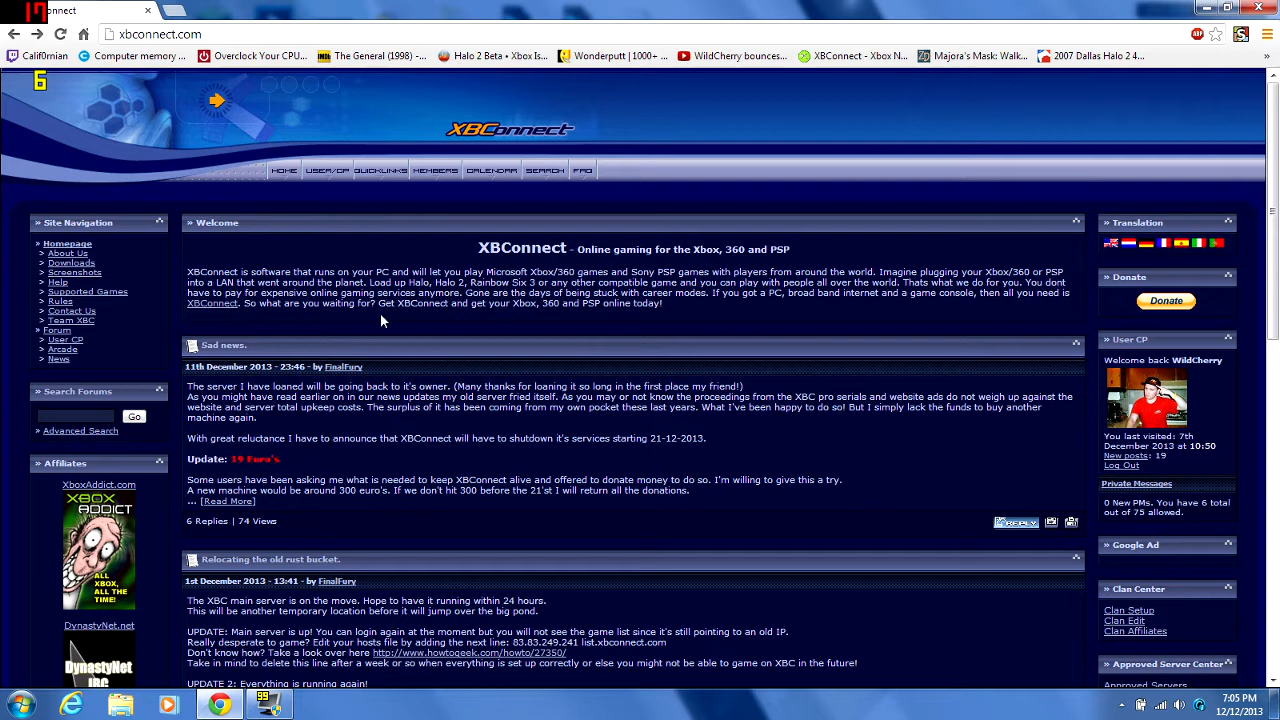 17
onnect
xbconnect.com
Calif0rnian
Computer memory ...
Overclock Your CPU...
The General (1998) -...
Halo 2 Beta • Xbox Is...
Wonderputt | 1000+ ...
WildCherry bounces...
XBConnect - Xbox N...
Majora's Mask: Walk...
2007 Dallas Halo 2 4...
»
6
XBConnect
HOME
USER/CP
QUICKLINKS
MEMBERS
CALENDAR
SEARCH
FAQ
» Site Navigation
» Homepage
» About Us
» Downloads
» Screenshots
» Help
» Supported Games
» Rules
» Contact Us
» Team XBC
» Forum
» User CP
» Arcade
» News
» Search Forums
Go
» Advanced Search
» Affiliates
XboxAddict.com
XBOX
ADDICT
ALL
XBOX,
ALL THE
TIME!
DynastyNet.net
DynastyNet
IRC
» Welcome
XBConnect - Online gaming for the Xbox, 360 and PSP
XBConnect is software that runs on your PC and will let you play Microsoft Xbox/360 games and Sony PSP games with players from around the world. Imagine plugging your Xbox/360 or PSP
into a LAN that went around the planet. Load up Halo, Halo 2, Rainbow Six 3 or any other compatible game and you can play with people all around the world. Thats what we do for you. You dont
have to pay for expensive online gaming services anymore. Gone are the days of being stuck with career modes. If you got a PC, broad band internet and a game console, then all you need is
XBConnect. So what are you waiting for? Get XBConnect and get your Xbox, 360 and PSP online today!
Sad news.
11th December 2013 - 23:46 - by FinalFury
The server I have loaned will be going back to it's owner. (Many thanks for loaning it so long in the first place my friend!)
As you might have read earlier on in our news updates my old server fried itself. As you may or not know the proceedings from the XBC pro serials and website ads do not weigh up against the
website and server total upkeep costs. The surplus of it has been coming from my own pocket these last years. What I've been happy to do so! But I simply lack the funds to buy another
machine again.
With great reluctance I have to announce that XBConnect will have to shutdown it's services starting 21-12-2013.
Update: 19 Euro's
Some users have been asking me what is needed to keep XBConnect alive and offered to donate money to do so. I'm willing to give this a try.
A new machine would be around 300 euro's. If we don't hit 300 before the 21'st I will return all the donations.
... [Read More]
6 Replies | 74 Views
REPLY
Relocating the old rust bucket.
1st December 2013 - 13:41 - by FinalFury
The XBC main server is on the move. Hope to have it running within 24 hours.
This will be another temporary location before it will jump over the big pond.
UPDATE: Main server is up! You can login again at the moment but you will not see the game list since it's still pointing to an old IP.
Really desperate to game? Edit your hosts file by adding the next line: 83.83.249.241 list.xbconnect.com
Don't know how? Take a look over here http://www.howtogeek.com/howto/27350/
Take in mind to delete this line after a week or so when everything is set up correctly or else you might not be able to game on XBC in the future!
UPDATE 2: Everything is running again!
» Translation
» Donate
Donate
» User CP
Welcome back WildCherry
You last visited: 7th
December 2013 at 10:50
New posts: 19
Log Out
Private Messages
0 New PMs. You have 6 total
out of 75 allowed.
» Google Ad
» Clan Center
Clan Setup
Clan Edit
Clan Affiliates
» Approved Server Center
Approved Servers
99
7:05 PM
12/12/2013